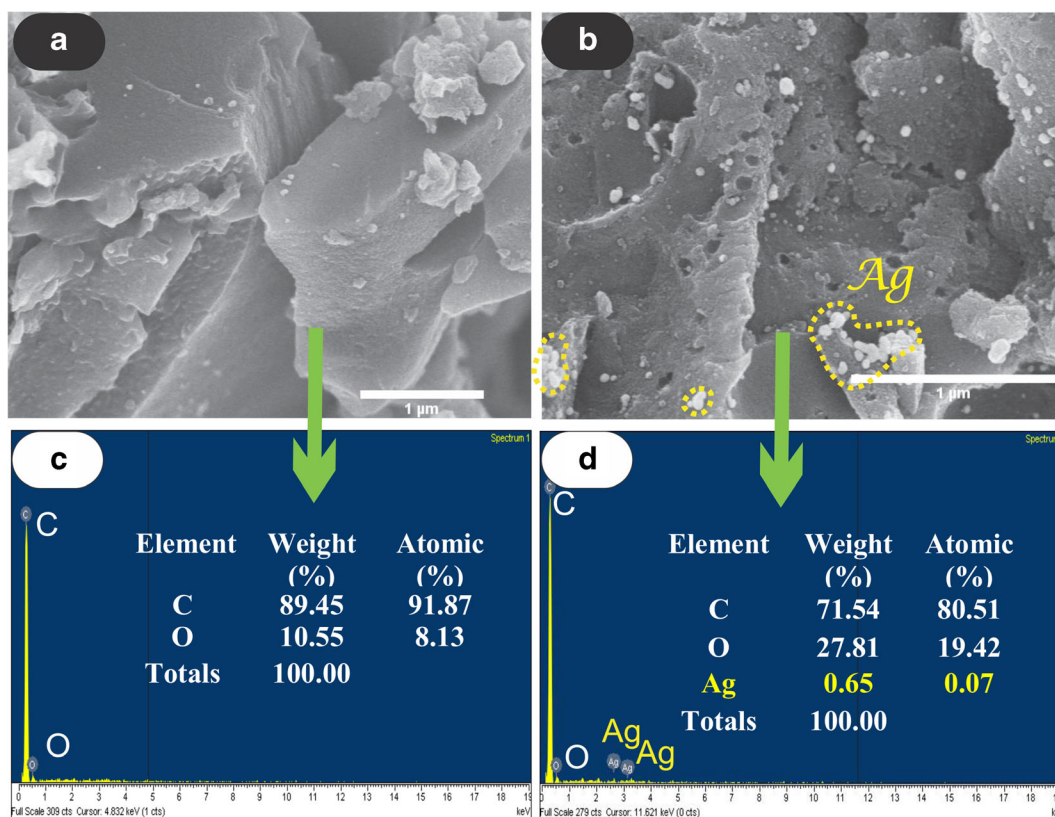 a
b
Ag
1 µm
1 µm
c
Spectrum 1
C
C
Element Weight (%) Atomic (%)
C 89.45 91.87
O 10.55 8.13
Totals 100.00
O
O
0 1 2 3 4 5 6 7 8 9 10 11 12 13 14 15 16 17 18 19
Full Scale 309 cts Cursor: 4.832 keV (1 cts) keV
d
Spectrum
C
C
Element Weight (%) Atomic (%)
C 71.54 80.51
O 27.81 19.42
Ag 0.65 0.07
Totals 100.00
Ag Ag
O
O Ag Ag
0 1 2 3 4 5 6 7 8 9 10 11 12 13 14 15 16 17 18
Full Scale 279 cts Cursor: 11.621 keV (0 cts)